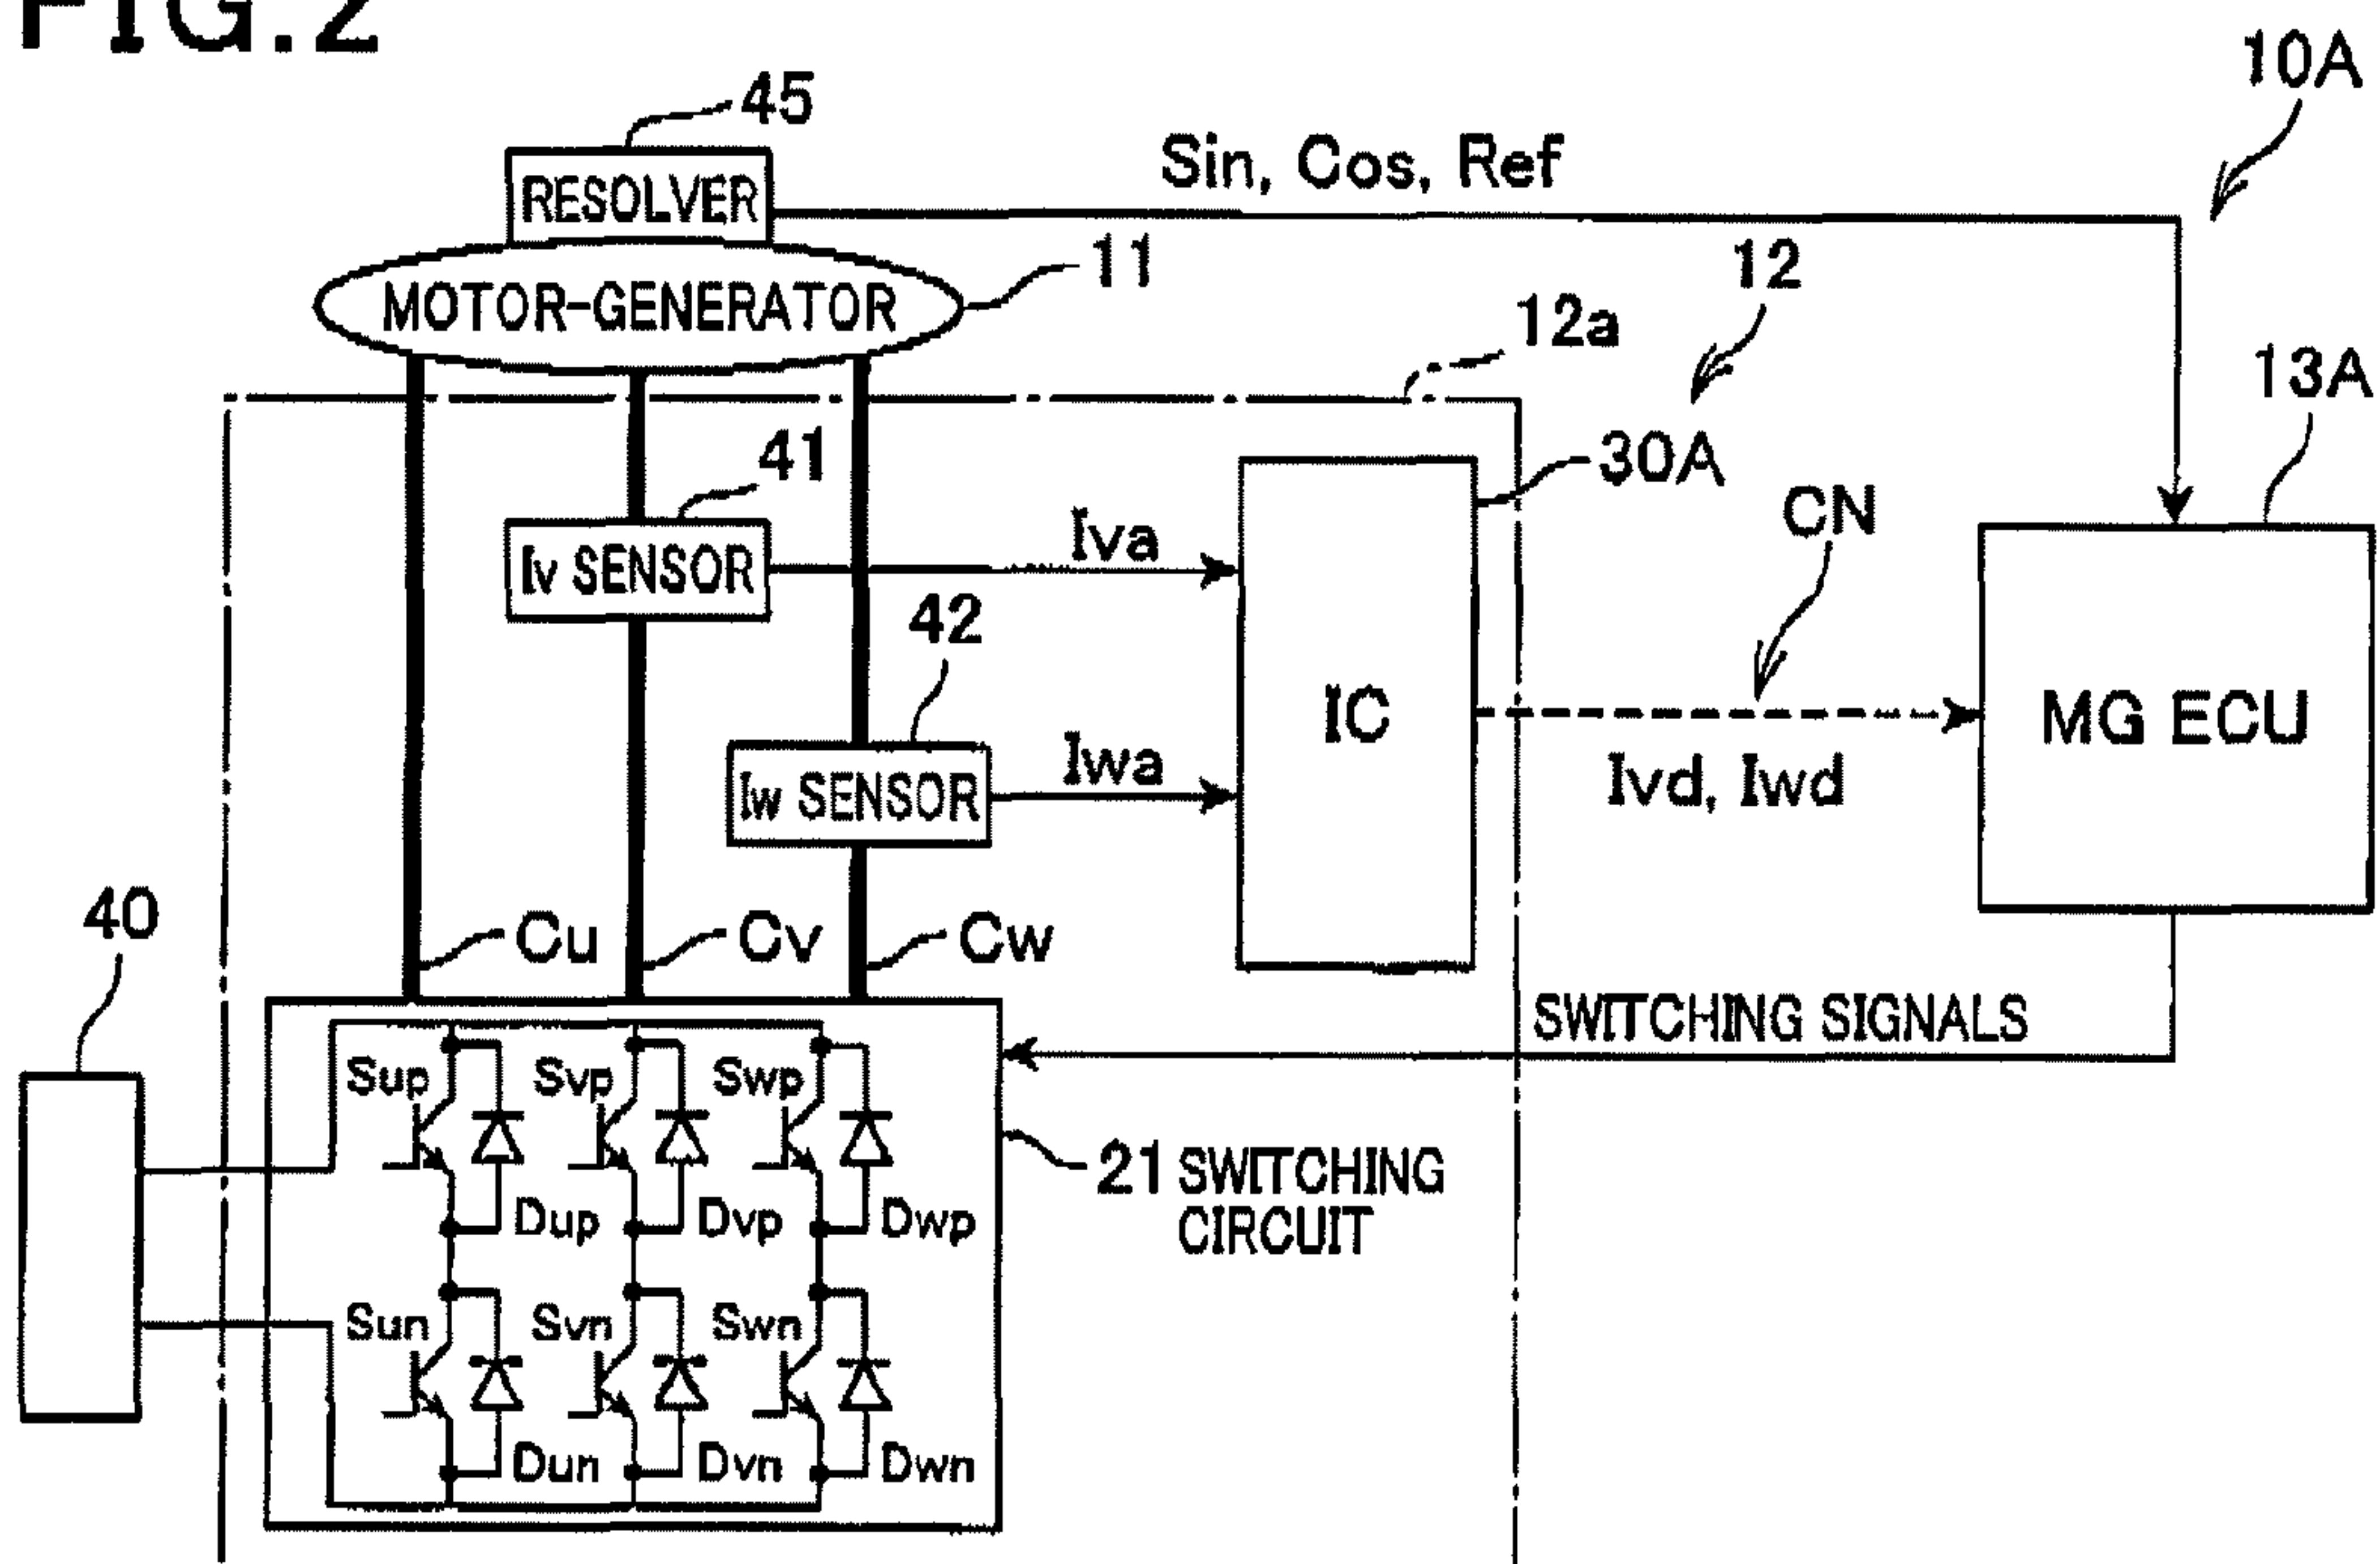 FIG.2
10A
45
RESOLVER
Sin, Cos, Ref
MOTOR-GENERATOR
11
12
12a
13A
41
30A
CN
Iv SENSOR
Iva
42
IC
MG ECU
Iw SENSOR
Iwa
Ivd, Iwd
40
Cu
Cv
Cw
SWITCHING SIGNALS
Sup
Svp
Swp
21 SWITCHING
CIRCUIT
Dup
Dvp
Dwp
Sun
Svn
Swn
Dun
Dvn
Dwn